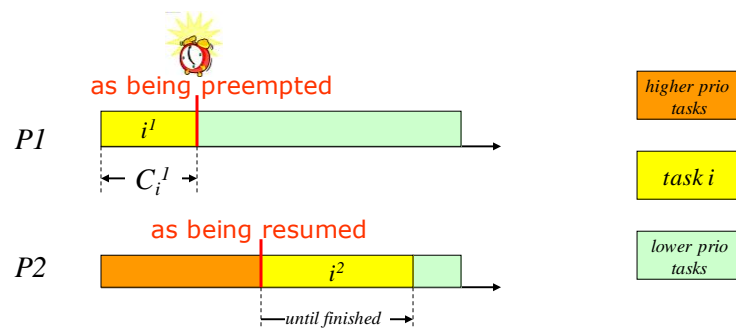 as being preempted
higher prio
tasks
P1
i¹
C_i¹
task i
as being resumed
lower prio
tasks
P2
i²
until finished